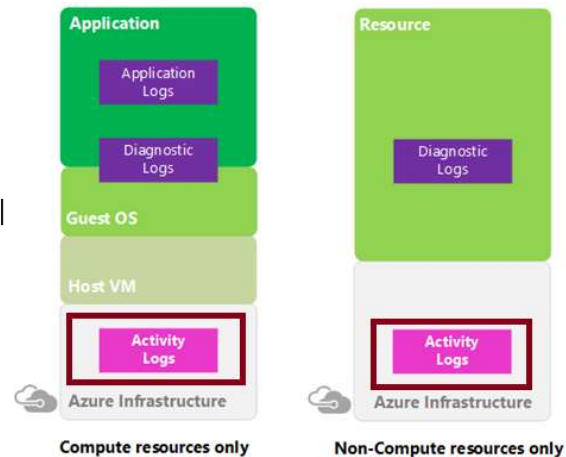 Application
Application
Logs
Diagnostic
Logs
Guest OS
Host VM
Activity
Logs
Azure Infrastructure
Compute resources only
Resource
Diagnostic
Logs
Activity
Logs
Azure Infrastructure
Non-Compute resources only